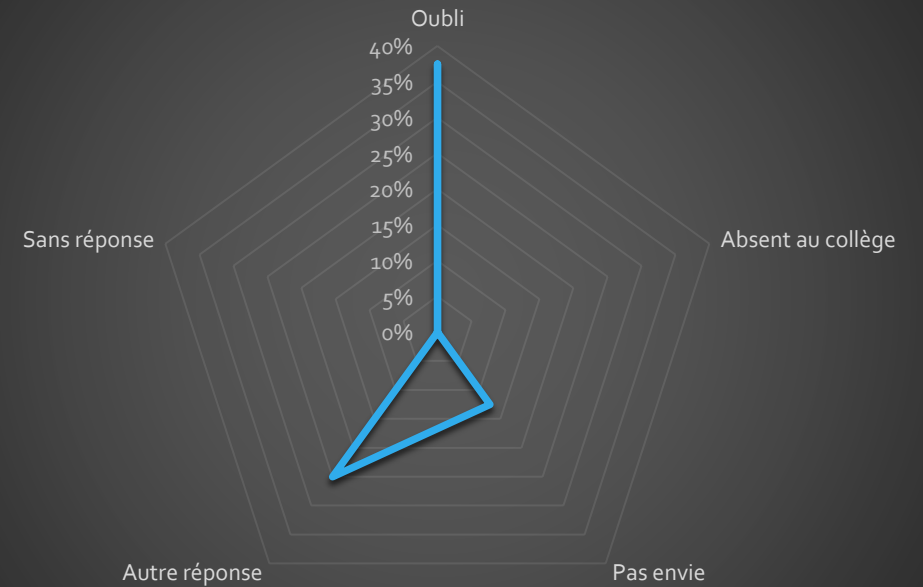 Oubli
40%
35%
30%
25%
20%
15%
10%
5%
0%
Sans réponse
Absent au collège
Autre réponse
Pas envie